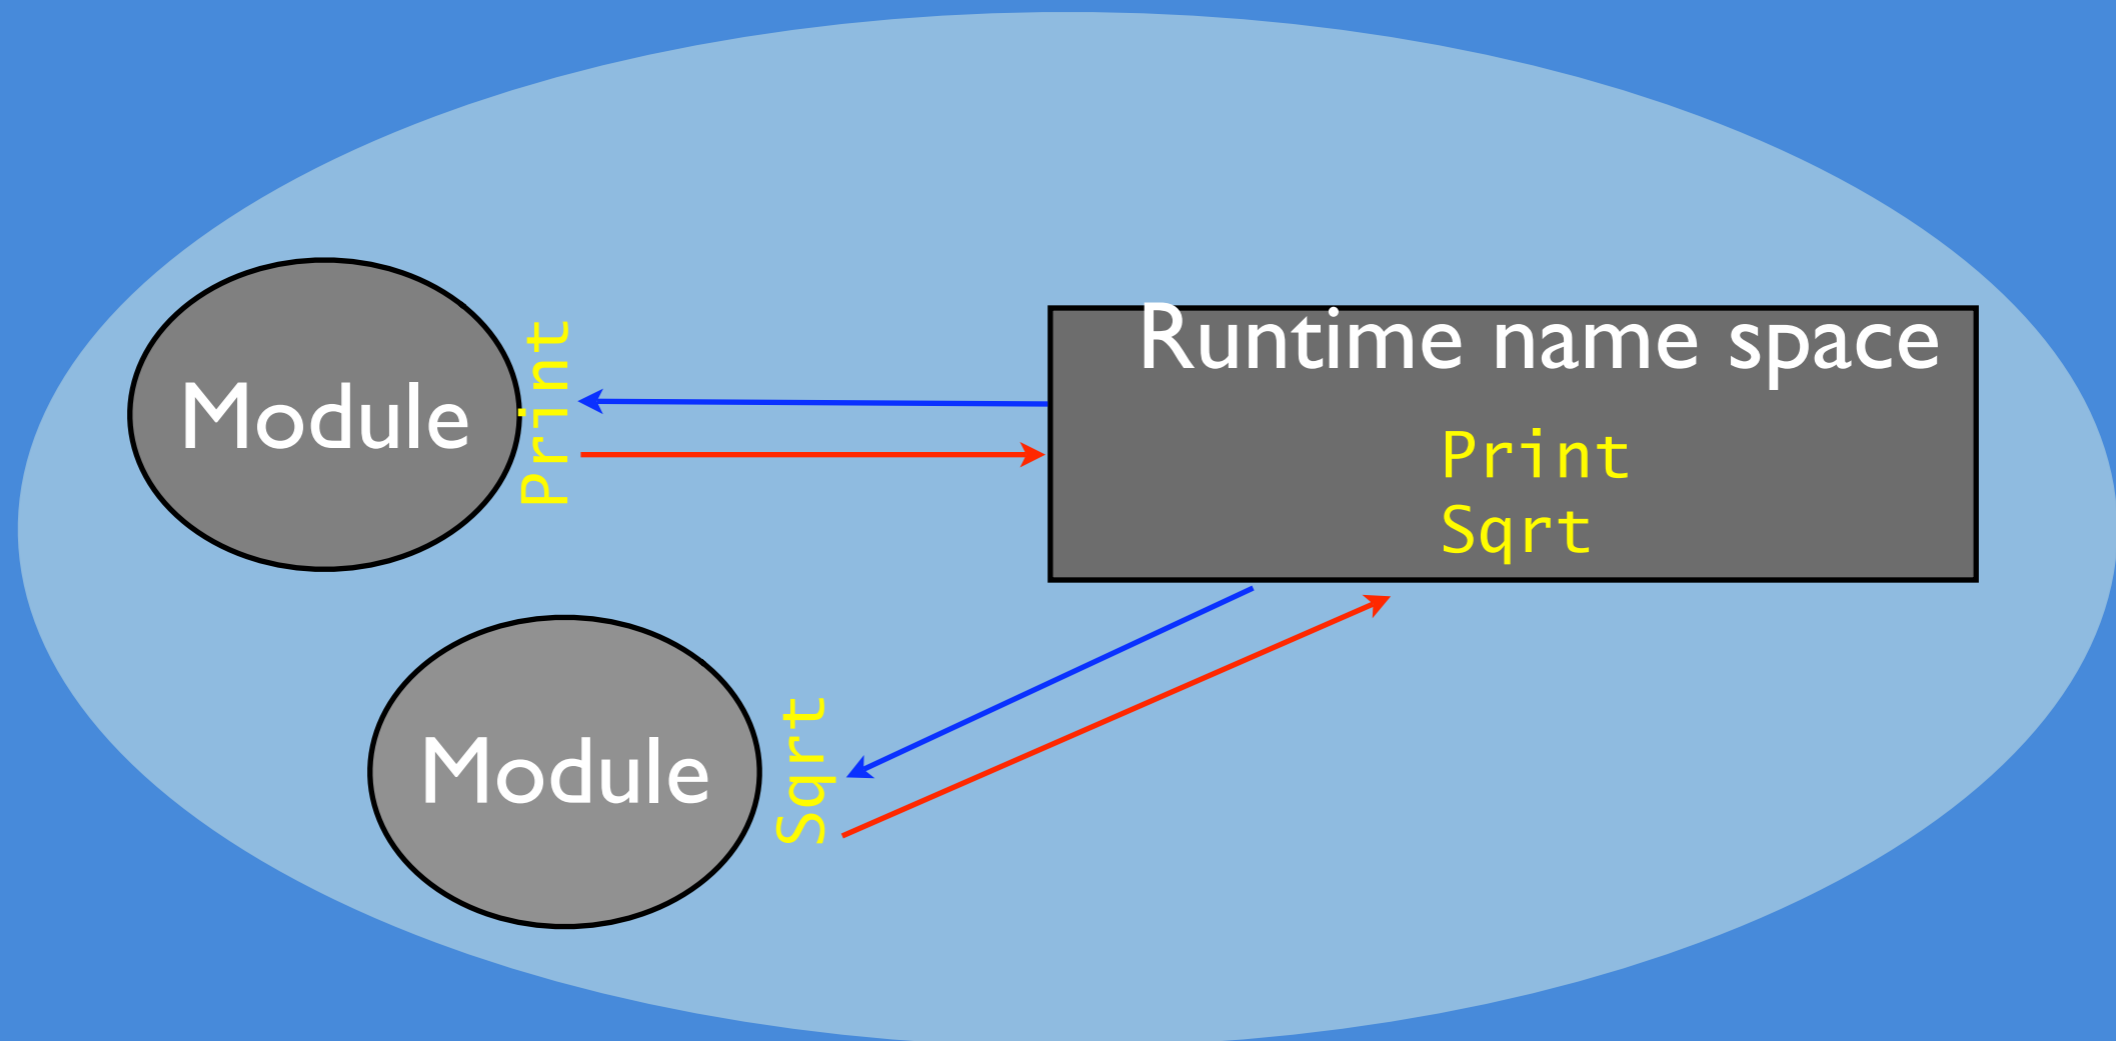 Runtime name space
Print
Sqrt
Module
Print
Module
Sqrt